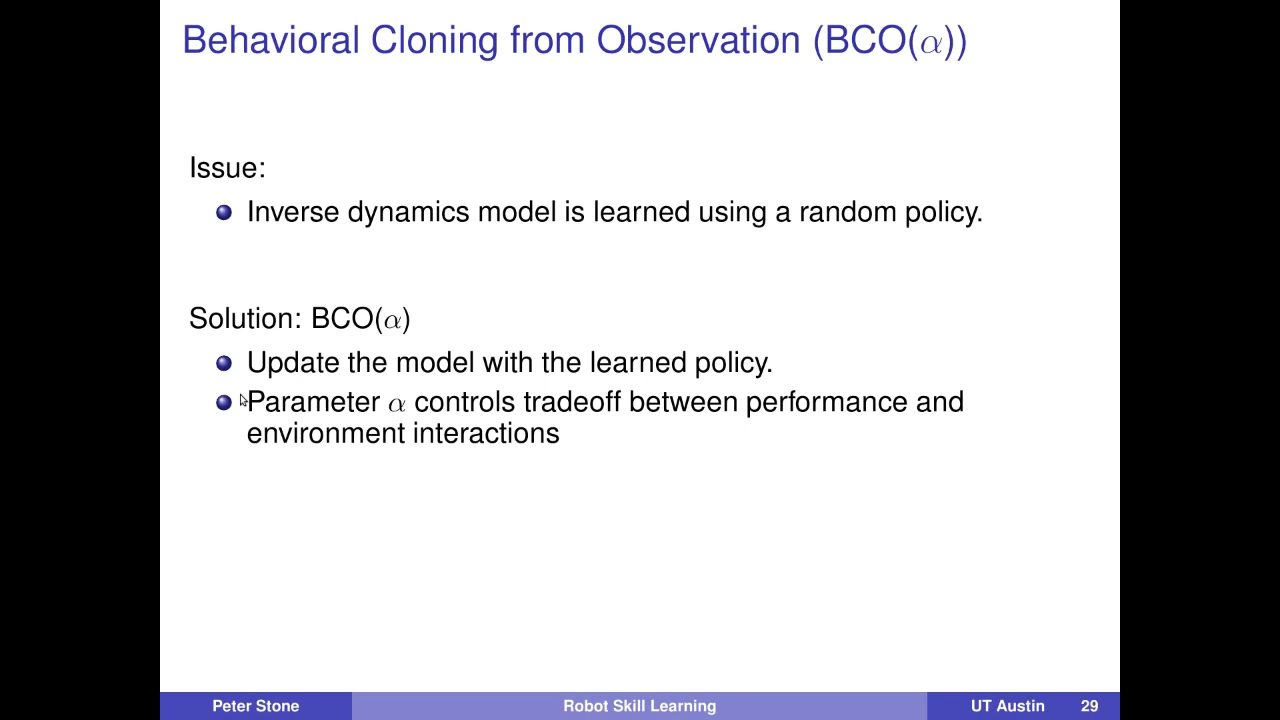 Behavioral Cloning from Observation (BCO(α))
Issue:
Inverse dynamics model is learned using a random policy.
Solution: BCO(α)
Update the model with the learned policy.
Parameter α controls tradeoff between performance and
environment interactions
Peter Stone Robot Skill Learning UT Austin 29